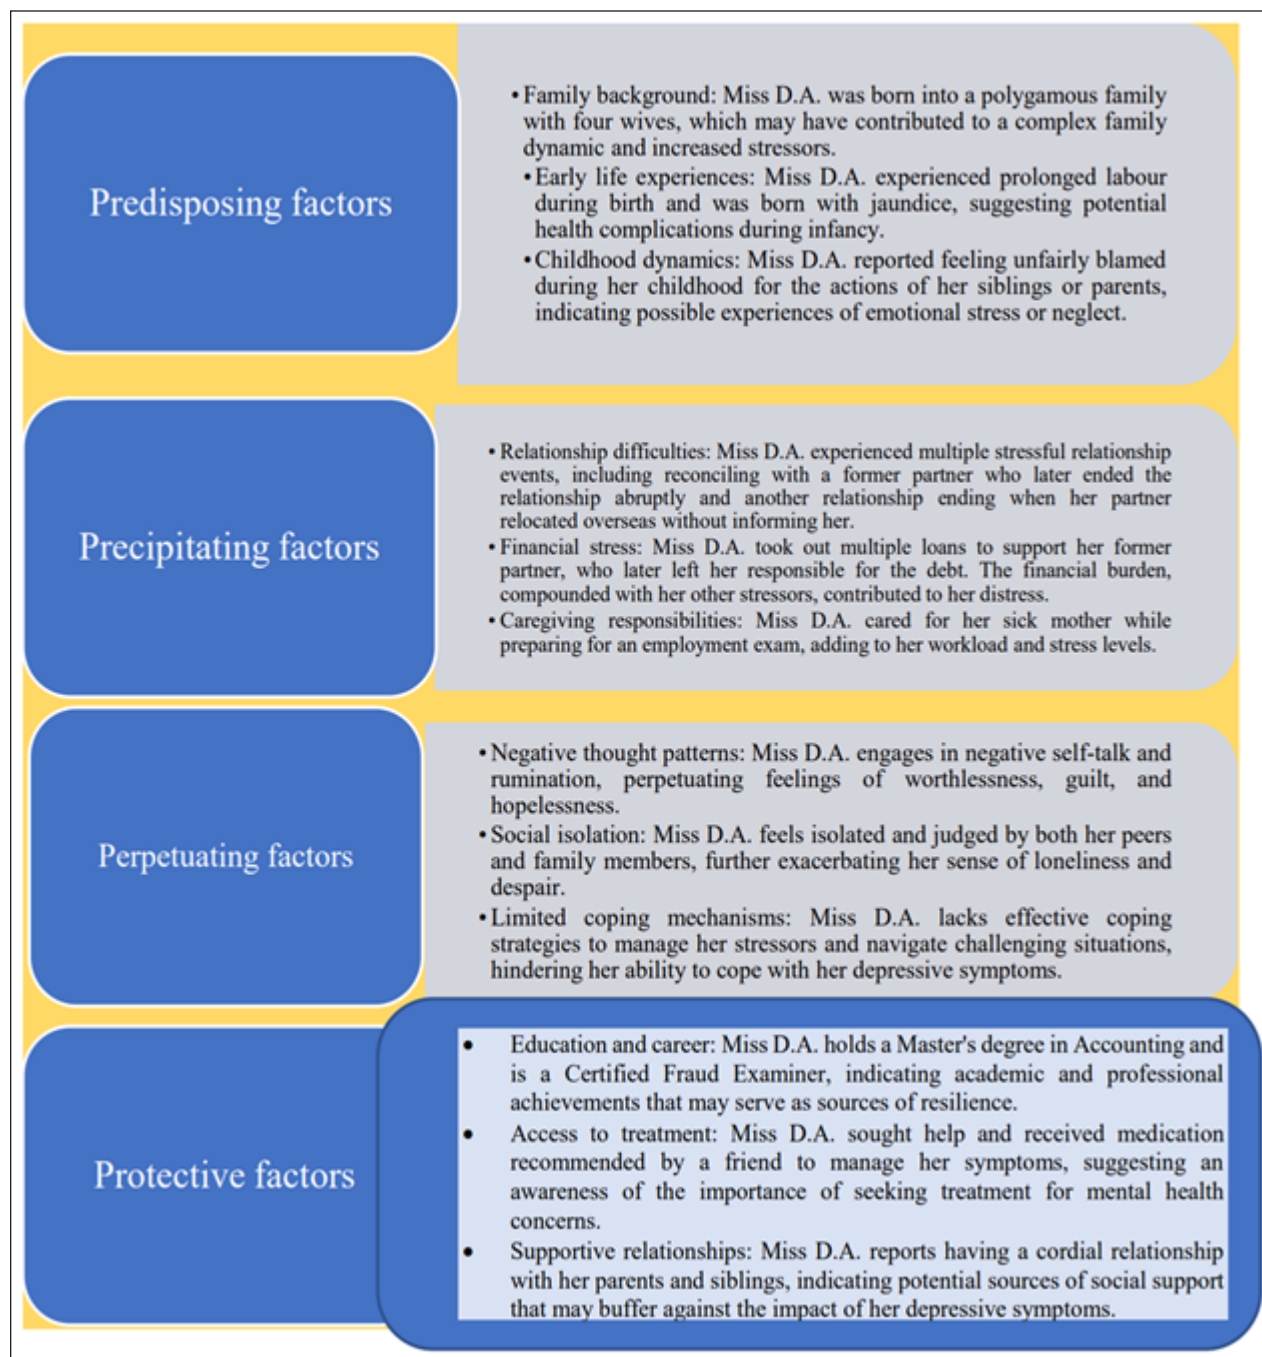 Predisposing factors
• Family background: Miss D.A. was born into a polygamous family
with four wives, which may have contributed to a complex family
dynamic and increased stressors.
• Early life experiences: Miss D.A. experienced prolonged labour
during birth and was born with jaundice, suggesting potential
health complications during infancy.
• Childhood dynamics: Miss D.A. reported feeling unfairly blamed
during her childhood for the actions of her siblings or parents,
indicating possible experiences of emotional stress or neglect.
Precipitating factors
• Relationship difficulties: Miss D.A. experienced multiple stressful relationship
events, including reconciling with a former partner who later ended the
relationship abruptly and another relationship ending when her partner
relocated overseas without informing her.
• Financial stress: Miss D.A. took out multiple loans to support her former
partner, who later left her responsible for the debt. The financial burden,
compounded with her other stressors, contributed to her distress.
• Caregiving responsibilities: Miss D.A. cared for her sick mother while
preparing for an employment exam, adding to her workload and stress levels.
Perpetuating factors
• Negative thought patterns: Miss D.A. engages in negative self-talk and
rumination, perpetuating feelings of worthlessness, guilt, and
hopelessness.
• Social isolation: Miss D.A. feels isolated and judged by both her peers
and family members, further exacerbating her sense of loneliness and
despair.
• Limited coping mechanisms: Miss D.A. lacks effective coping
strategies to manage her stressors and navigate challenging situations,
hindering her ability to cope with her depressive symptoms.
Protective factors
• Education and career: Miss D.A. holds a Master's degree in Accounting and
is a Certified Fraud Examiner, indicating academic and professional
achievements that may serve as sources of resilience.
• Access to treatment: Miss D.A. sought help and received medication
recommended by a friend to manage her symptoms, suggesting an
awareness of the importance of seeking treatment for mental health
concerns.
• Supportive relationships: Miss D.A. reports having a cordial relationship
with her parents and siblings, indicating potential sources of social support
that may buffer against the impact of her depressive symptoms.